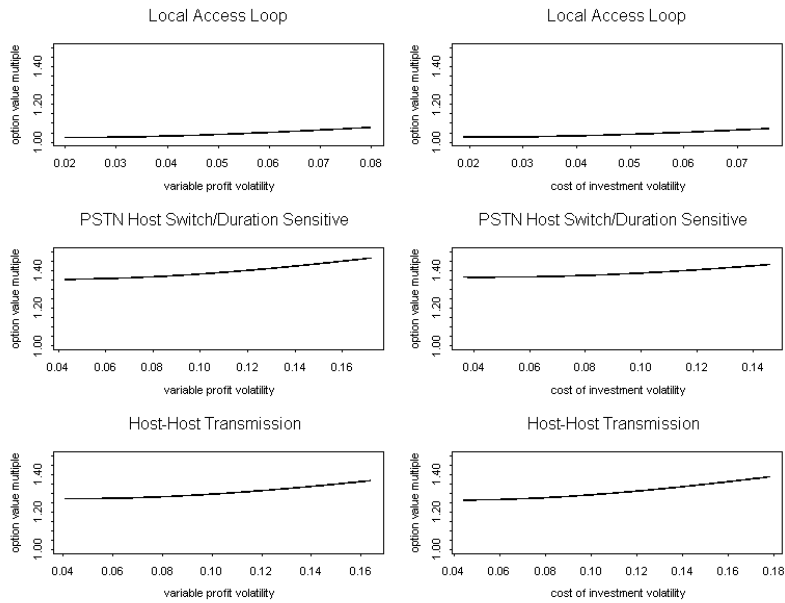 Local Access Loop
option value multiple
1.00 1.20 1.40
0.02 0.03 0.04 0.05 0.06 0.07 0.08
variable profit volatility
Local Access Loop
option value multiple
1.00 1.20 1.40
0.02 0.03 0.04 0.05 0.06 0.07
cost of investment volatility
PSTN Host Switch/Duration Sensitive
option value multiple
1.00 1.20 1.40
0.04 0.06 0.08 0.10 0.12 0.14 0.16
variable profit volatility
PSTN Host Switch/Duration Sensitive
option value multiple
1.00 1.20 1.40
0.04 0.06 0.08 0.10 0.12 0.14
cost of investment volatility
Host-Host Transmission
option value multiple
1.00 1.20 1.40
0.04 0.06 0.08 0.10 0.12 0.14 0.16
variable profit volatility
Host-Host Transmission
option value multiple
1.00 1.20 1.40
0.04 0.06 0.08 0.10 0.12 0.14 0.16 0.18
cost of investment volatility